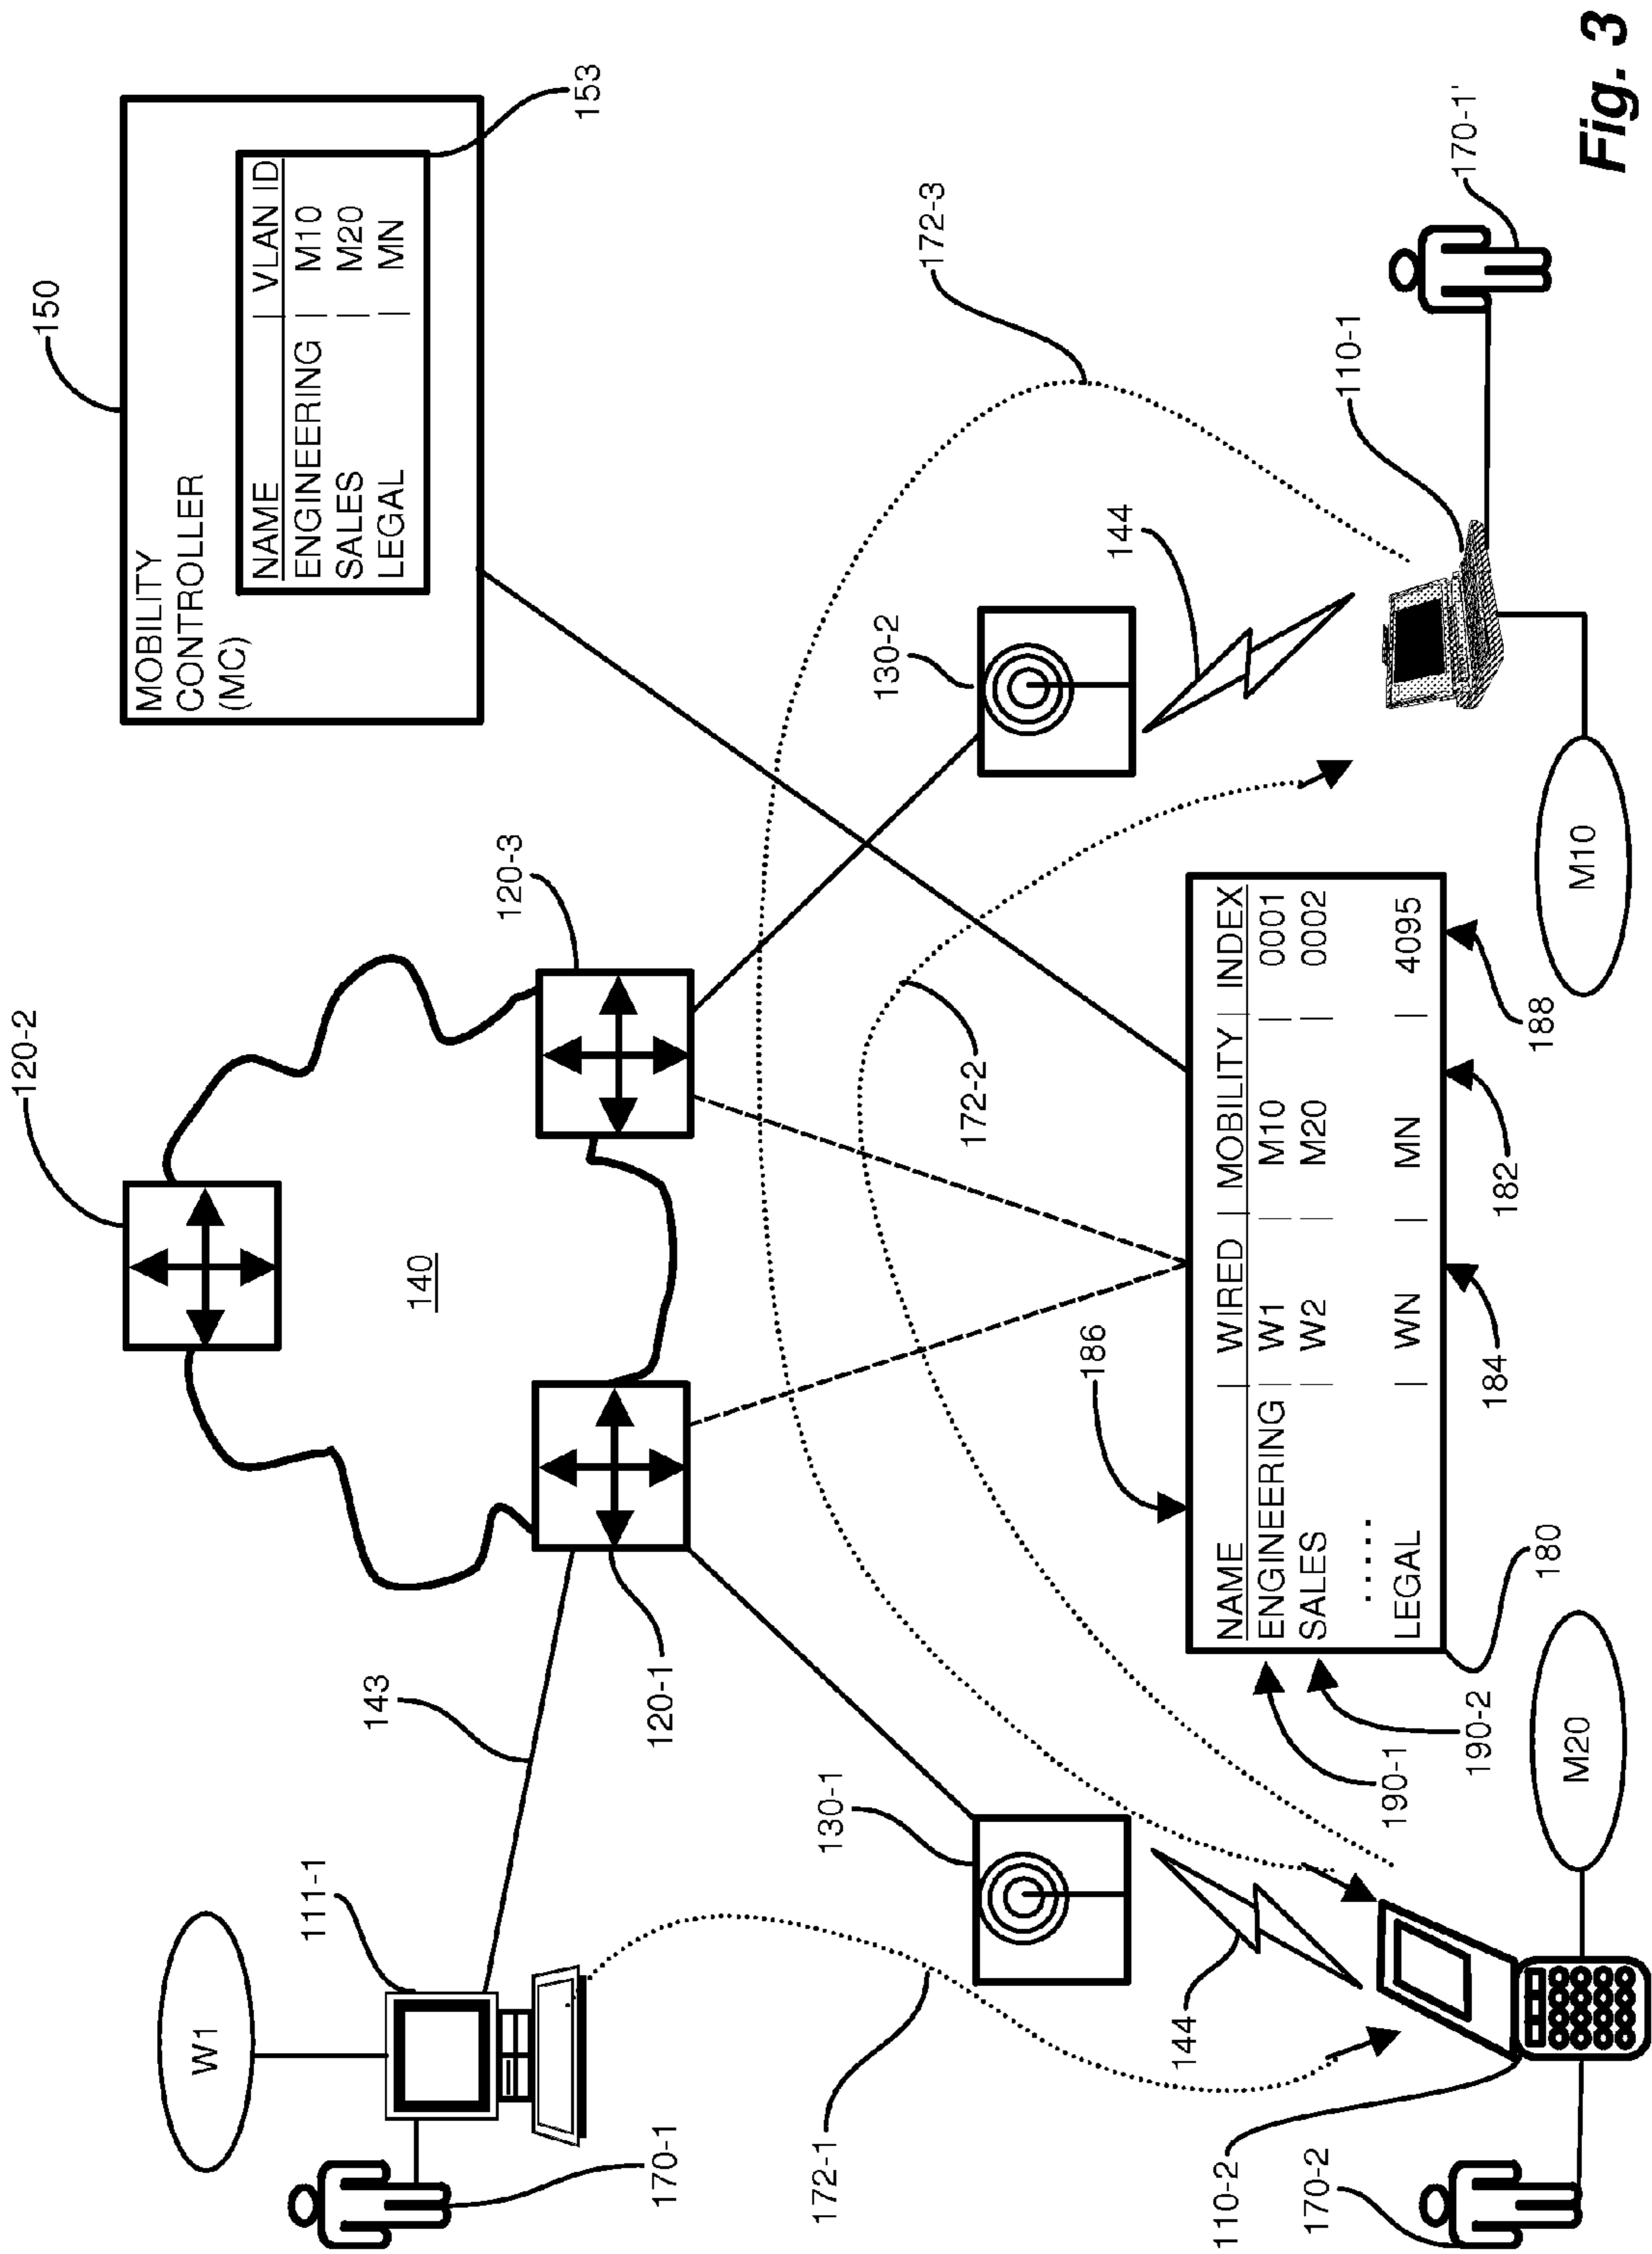 150
MOBILITY
CONTROLLER
(MC)
NAME | VLAN ID
ENGINEERING | M10
SALES | M20
LEGAL | MN
153
120-2
W1
111-1
143
140
120-3
170-1
120-1
172-3
130-1
130-2
172-1
144
172-2
144
186
110-1
170-1'
NAME | WIRED | MOBILITY | INDEX
ENGINEERING | W1 | M10 | 0001
SALES | W2 | M20 | 0002
.....
LEGAL | WN | MN | 4095
110-2
170-2
190-1
190-2
180
184
182
188
M20
M10
Fig. 3